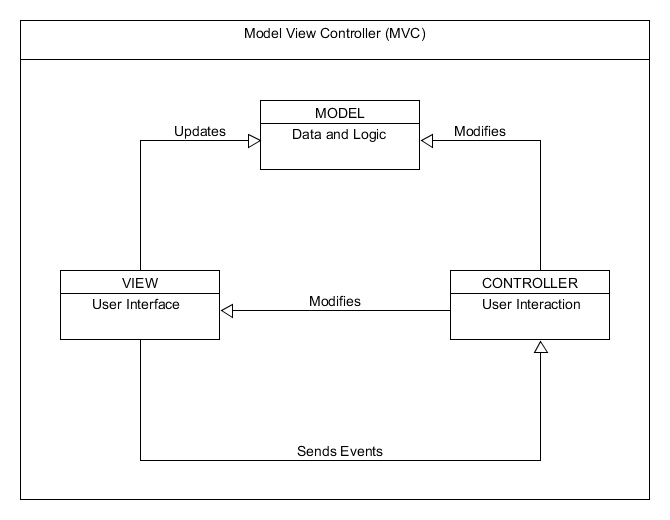 Model View Controller (MVC)
MODEL
Data and Logic
Updates
Modifies
VIEW
User Interface
Modifies
CONTROLLER
User Interaction
Sends Events